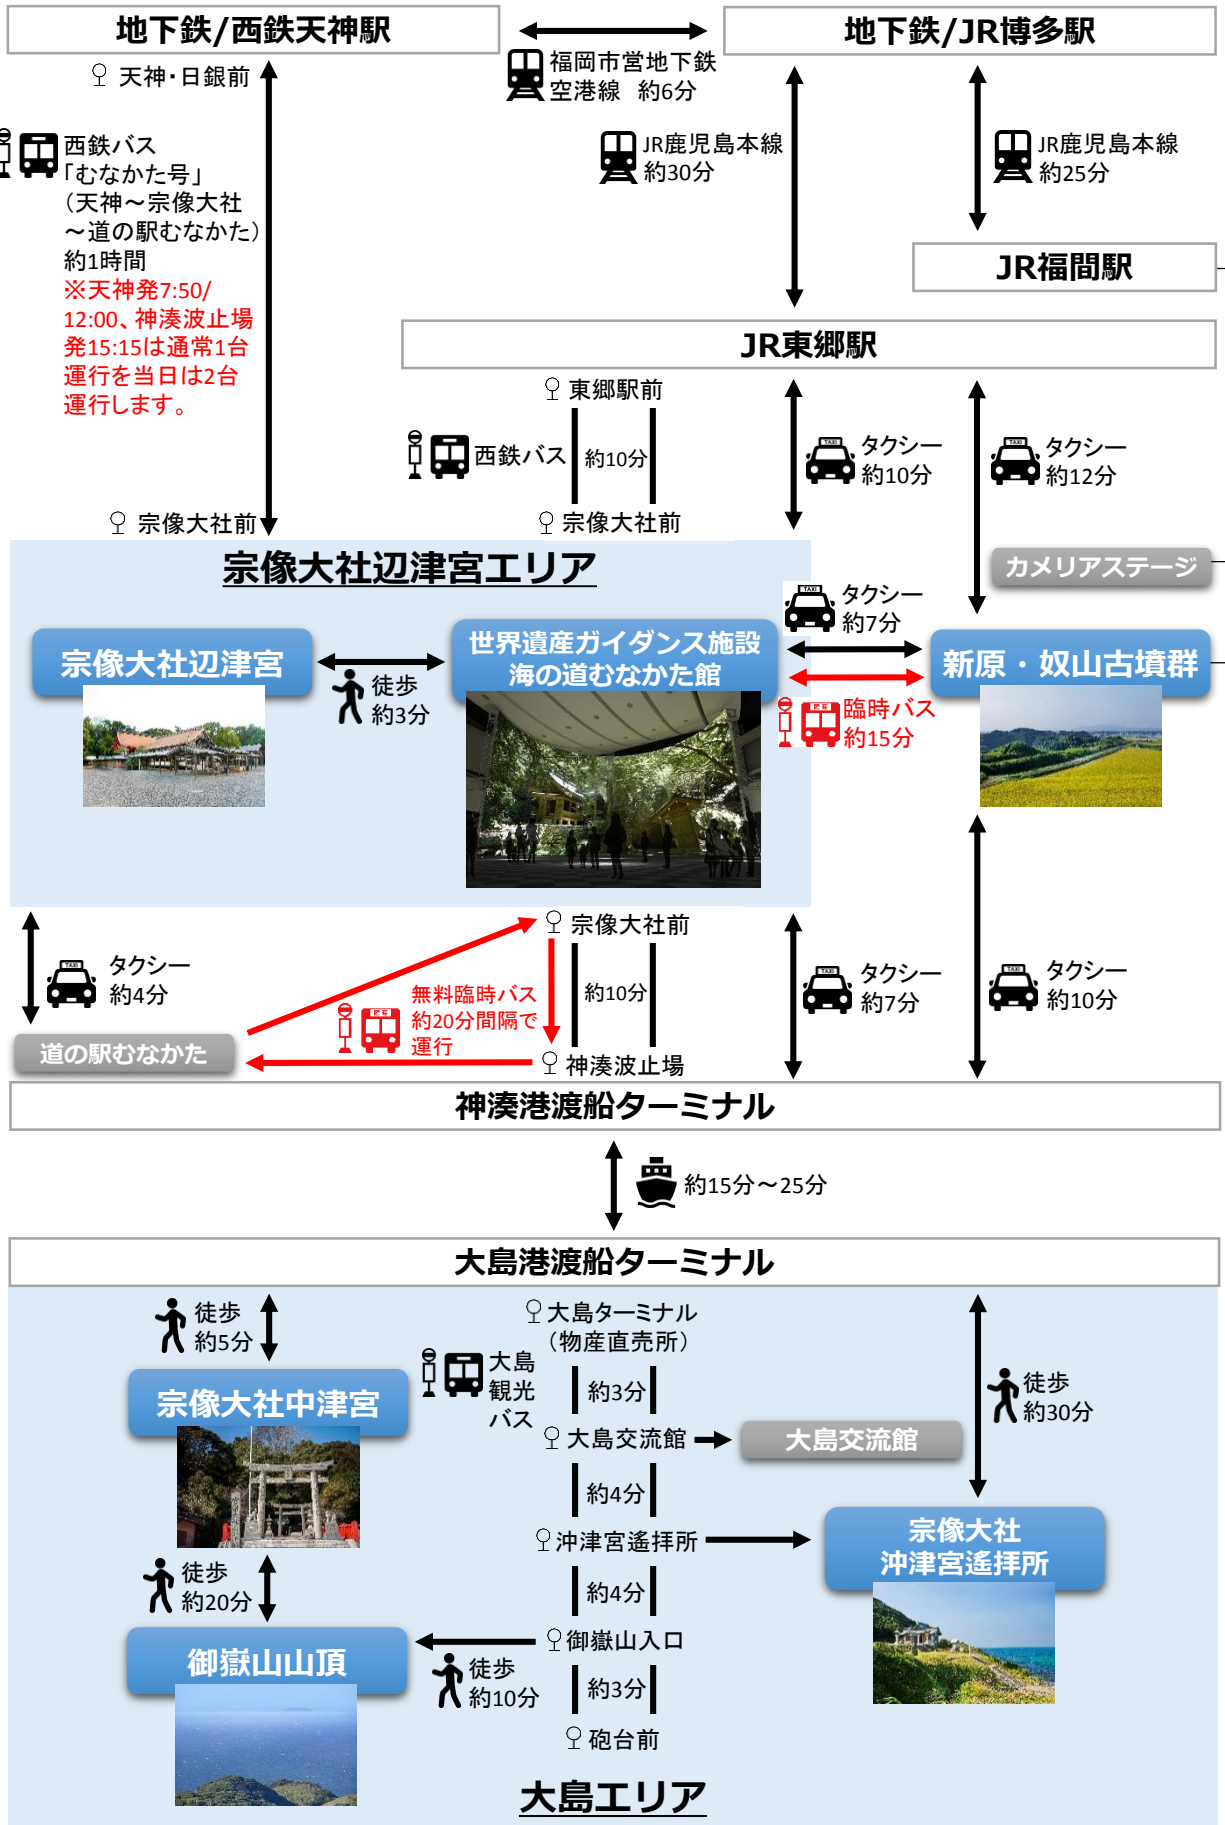 地下鉄/西鉄天神駅
地下鉄/JR博多駅
福岡市営地下鉄
空港線 約6分
天神・日銀前
西鉄バス
「むなかた号」
(天神～宗像大社
～道の駅むなかた)
約1時間
※天神発7:50/
12:00、神湊波止場
発15:15は通常1台
運行を当日は2台
運行します。
JR鹿児島本線
約30分
JR鹿児島本線
約25分
JR福間駅
JR東郷駅
東郷駅前
西鉄バス
約10分
宗像大社前
タクシー
約10分
タクシー
約12分
宗像大社前
宗像大社辺津宮エリア
カメリアステージ
宗像大社辺津宮
徒歩
約3分
世界遺産ガイダンス施設
海の道むなかた館
タクシー
約7分
臨時バス
約15分
新原・奴山古墳群
タクシー
約4分
道の駅むなかた
無料臨時バス
約20分間隔で
運行
宗像大社前
約10分
神湊波止場
タクシー
約7分
タクシー
約10分
神湊港渡船ターミナル
約15分～25分
大島港渡船ターミナル
徒歩
約5分
宗像大社中津宮
徒歩
約20分
御嶽山山頂
大島
観光
バス
大島ターミナル
(物産直売所)
約3分
大島交流館
大島交流館
約4分
沖津宮遙拝所
宗像大社
沖津宮遙拝所
約4分
御嶽山入口
徒歩
約10分
約3分
砲台前
徒歩
約30分
大島エリア